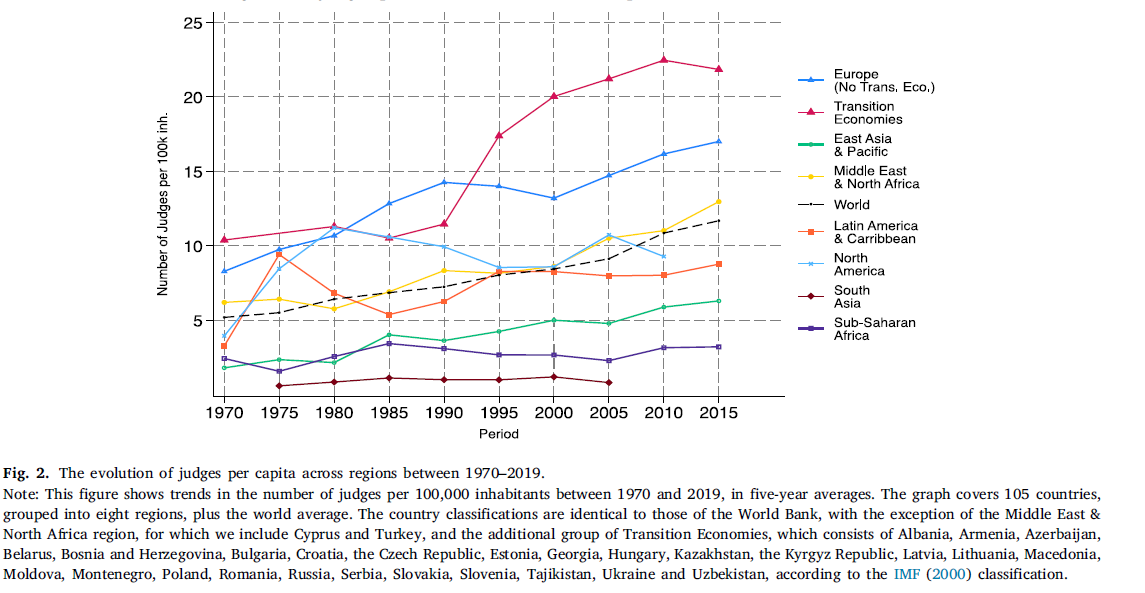 25
20
15
10
5
Number of Judges per 100k inh.
1970 1975 1980 1985 1990 1995 2000 2005 2010 2015
Period
Europe
(No Trans. Eco.)
Transition
Economies
East Asia
& Pacific
Middle East
& North Africa
World
Latin America
& Carribbean
North
America
South
Asia
Sub-Saharan
Africa
Fig. 2. The evolution of judges per capita across regions between 1970–2019.
Note: This figure shows trends in the number of judges per 100,000 inhabitants between 1970 and 2019, in five-year averages. The graph covers 105 countries,
grouped into eight regions, plus the world average. The country classifications are identical to those of the World Bank, with the exception of the Middle East &
North Africa region, for which we include Cyprus and Turkey, and the additional group of Transition Economies, which consists of Albania, Armenia, Azerbaijan,
Belarus, Bosnia and Herzegovina, Bulgaria, Croatia, the Czech Republic, Estonia, Georgia, Hungary, Kazakhstan, the Kyrgyz Republic, Latvia, Lithuania, Macedonia,
Moldova, Montenegro, Poland, Romania, Russia, Serbia, Slovakia, Slovenia, Tajikistan, Ukraine and Uzbekistan, according to the IMF (2000) classification.